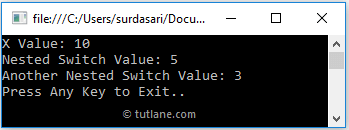 file:///C:/Users/surdasari/Docu...
X Value: 10
Nested Switch Value: 5
Another Nested Switch Value: 3
Press Any Key to Exit..
© tutlane.com